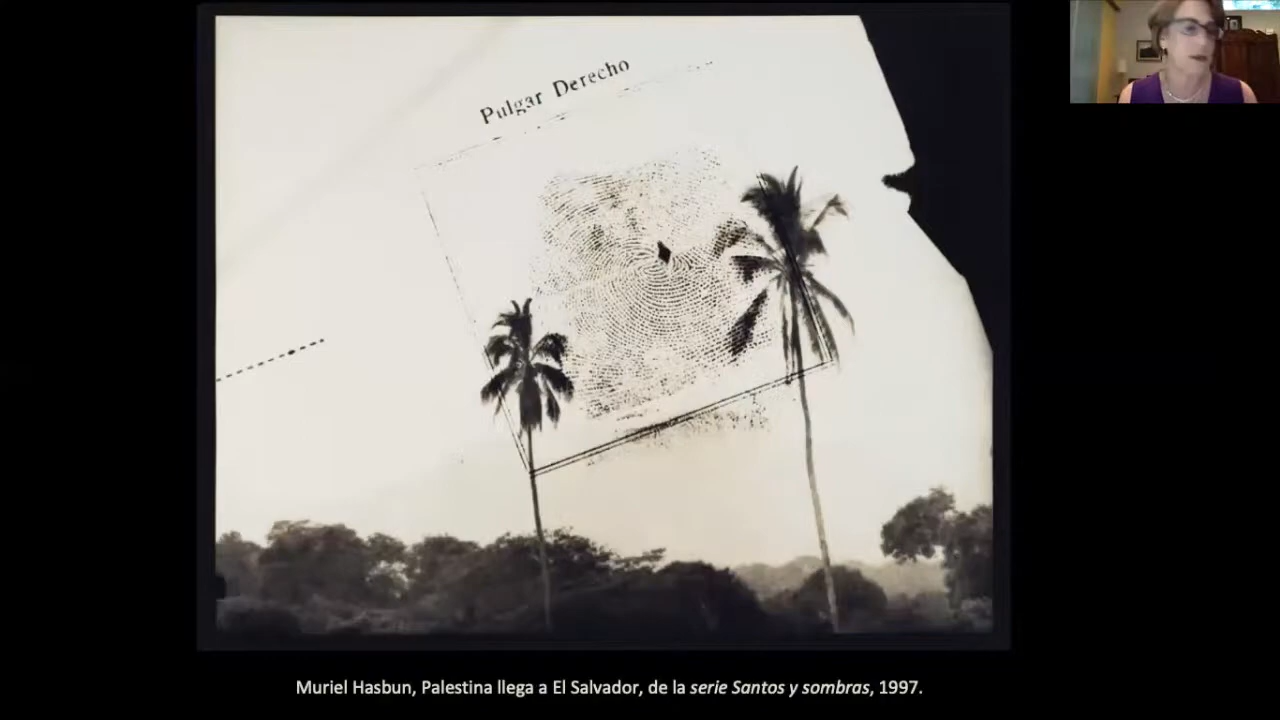 Pulgar Derecho
Muriel Hasbun, Palestina llega a El Salvador, de la serie Santos y sombras, 1997.